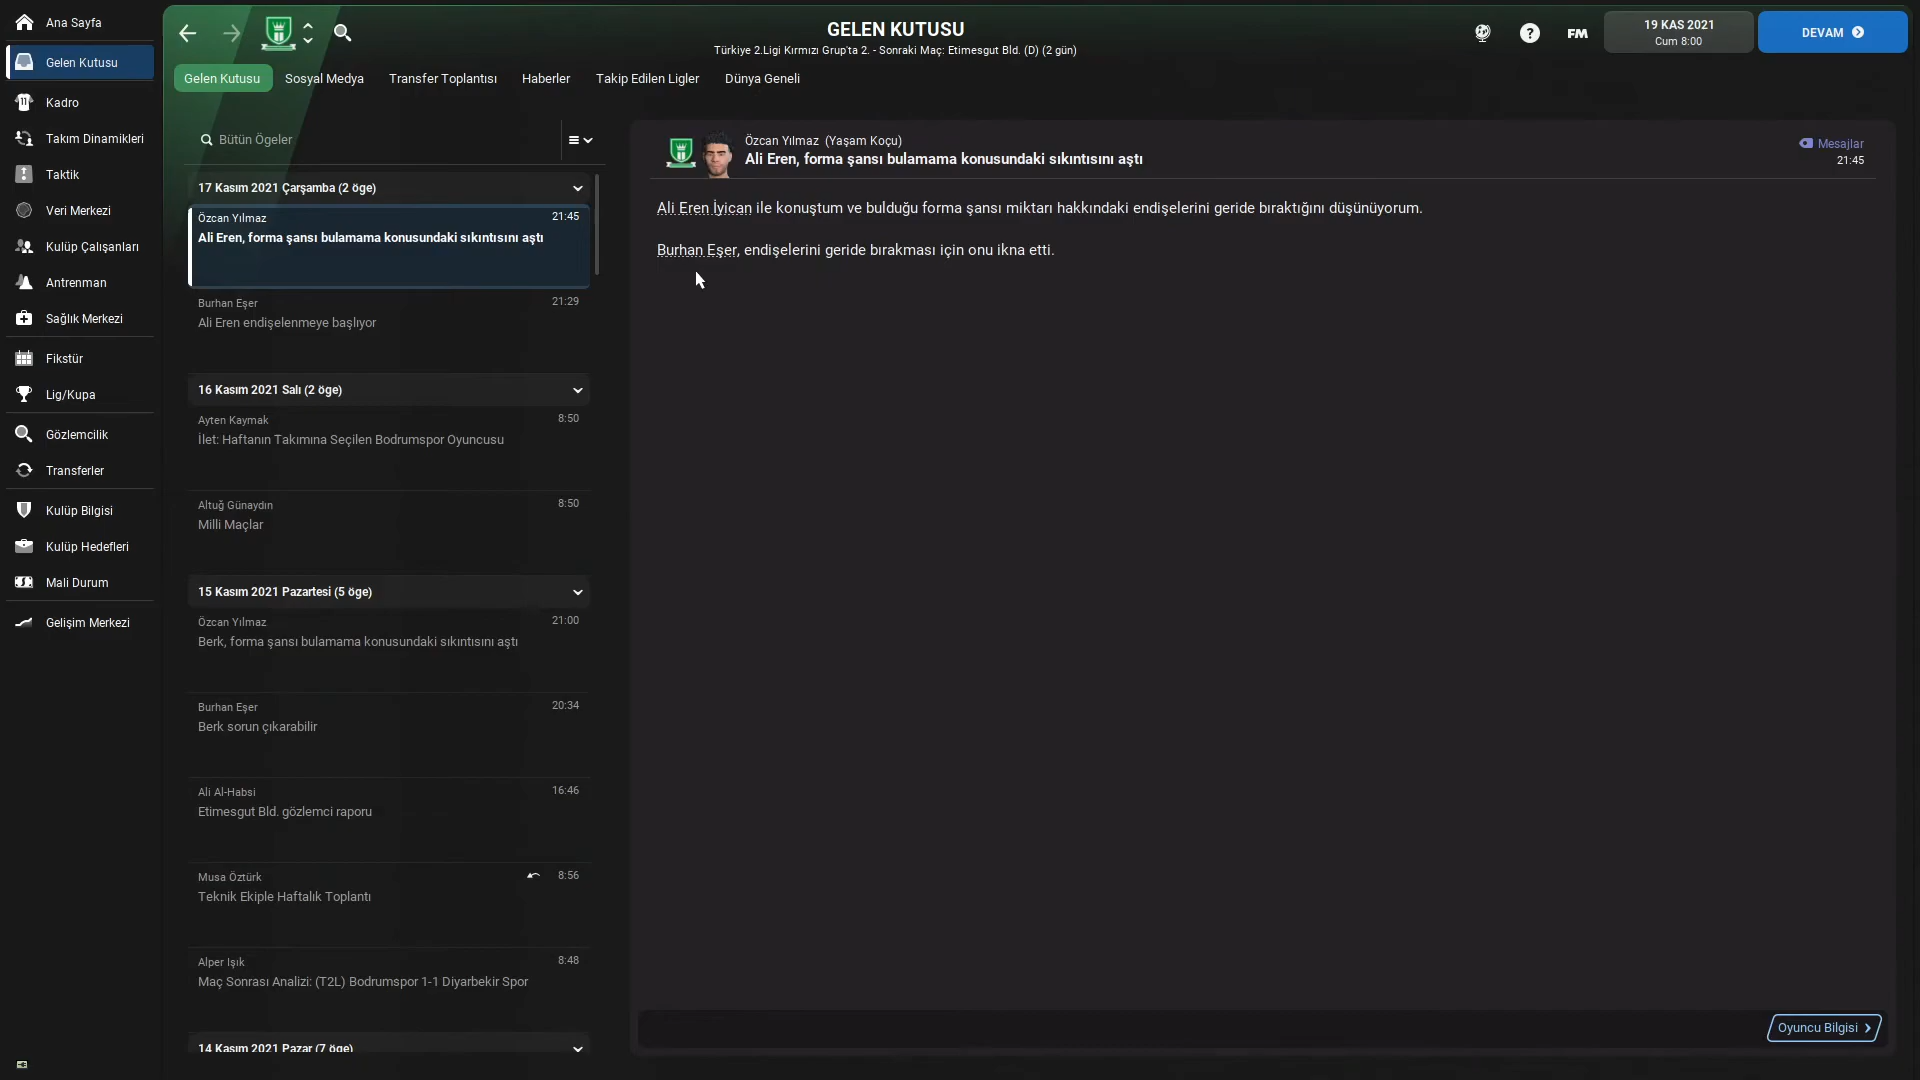 Ana Sayfa
Gelen Kutusu
Kadro
Takım Dinamikleri
Taktik
Veri Merkezi
Kulüp Çalışanları
Antrenman
Sağlık Merkezi
Fikstür
Lig/Kupa
Gözlemcilik
Transferler
Kulüp Bilgisi
Kulüp Hedefleri
Mali Durum
Gelişim Merkezi
GELEN KUTUSU
Türkiye 2.Ligi Kırmızı Grup'ta 2. - Sonraki Maç: Etimesgut Bld. (D) (2 gün)
?
FM
19 KAS 2021
Cum 8:00
DEVAM
Gelen Kutusu
Sosyal Medya
Transfer Toplantısı
Haberler
Takip Edilen Ligler
Dünya Geneli
Bütün Ögeler
17 Kasım 2021 Çarşamba (2 öge)
Özcan Yılmaz 21:45
Ali Eren, forma şansı bulamama konusundaki sıkıntısını aştı
Burhan Eşer 21:29
Ali Eren endişelenmeye başlıyor
16 Kasım 2021 Salı (2 öge)
Ayten Kaymak 8:50
İlet: Haftanın Takımına Seçilen Bodrumspor Oyuncusu
Altuğ Günaydın 8:50
Milli Maçlar
15 Kasım 2021 Pazartesi (5 öge)
Özcan Yılmaz 21:00
Berk, forma şansı bulamama konusundaki sıkıntısını aştı
Burhan Eşer 20:34
Berk sorun çıkarabilir
Ali Al-Habsi 16:46
Etimesgut Bld. gözlemci raporu
Musa Öztürk 8:56
Teknik Ekiple Haftalık Toplantı
Alper Işık 8:48
Maç Sonrası Analizi: (T2L) Bodrumspor 1-1 Diyarbekir Spor
14 Kasım 2021 Pazar (7 öge)
Özcan Yılmaz (Yaşam Koçu)
Ali Eren, forma şansı bulamama konusundaki sıkıntısını aştı
Mesajlar
21:45
Ali Eren İyican ile konuştum ve bulduğu forma şansı miktarı hakkındaki endişelerini geride bıraktığını düşünüyorum.
Burhan Eşer, endişelerini geride bırakması için onu ikna etti.
Oyuncu Bilgisi